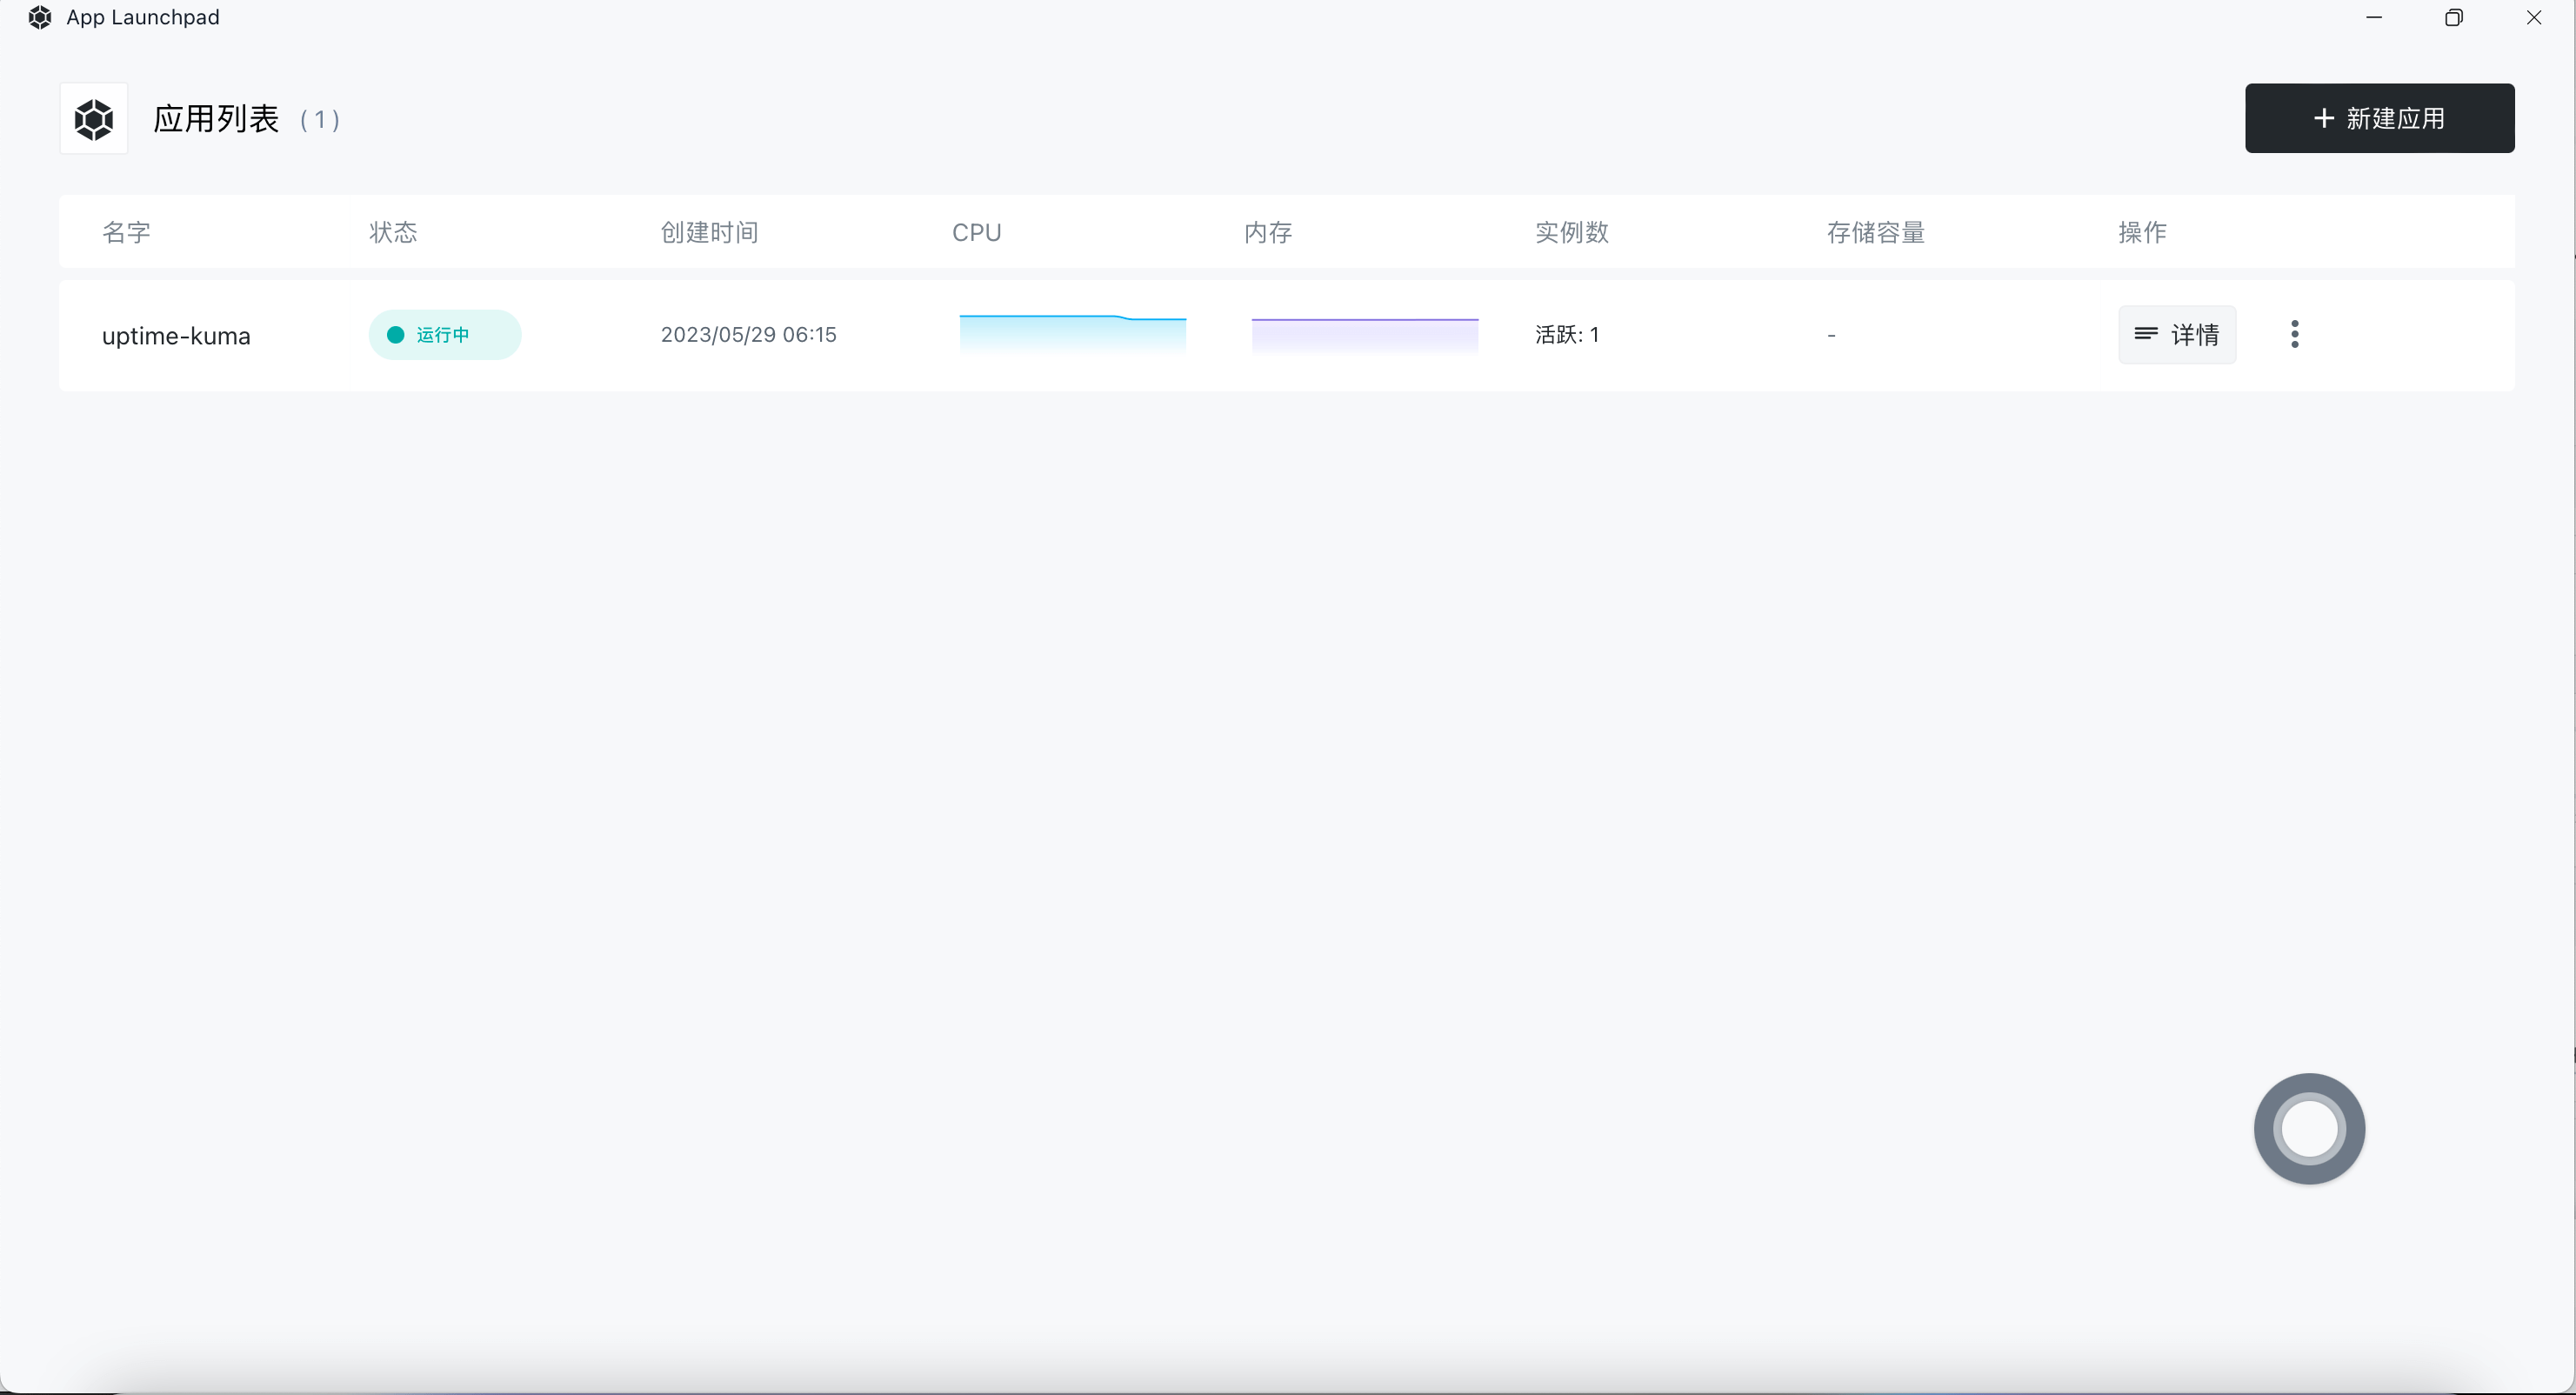 App Launchpad
应用列表 ( 1 )
新建应用
名字 状态 创建时间 CPU 内存 实例数 存储容量 操作
uptime-kuma 运行中 2023/05/29 06:15 活跃: 1 - 详情